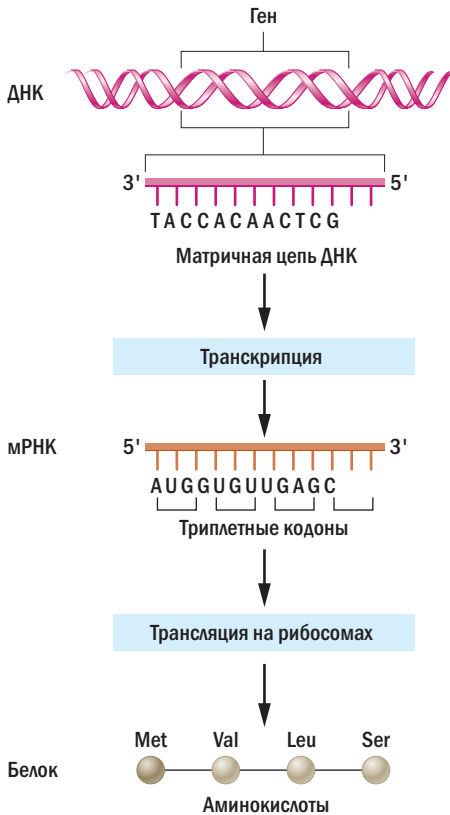 Ген
ДНК
3' 5'
TACCACAACTCG
Матричная цепь ДНК
Транскрипция
мРНК 5' 3'
AUGGUGUUGAGC
Триплетные кодоны
Трансляция на рибосомах
Met Val Leu Ser
Белок
Аминокислоты